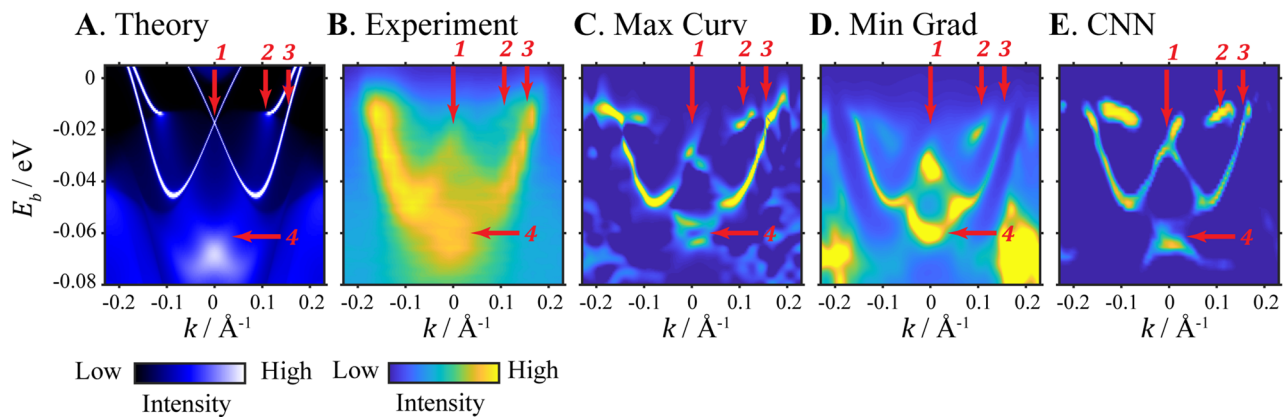 A. Theory
B. Experiment
C. Max Curv
D. Min Grad
E. CNN
1 2 3
1 2 3
1 2 3
1 2 3
1 2 3
0
-0.02
-0.04
-0.06
-0.08
E_b / eV
4
4
4
4
4
-0.2 -0.1 0 0.1 0.2
-0.2 -0.1 0 0.1 0.2
-0.2 -0.1 0 0.1 0.2
-0.2 -0.1 0 0.1 0.2
-0.2 -0.1 0 0.1 0.2
k / Å⁻¹
k / Å⁻¹
k / Å⁻¹
k / Å⁻¹
k / Å⁻¹
Low High
Intensity
Low High
Intensity